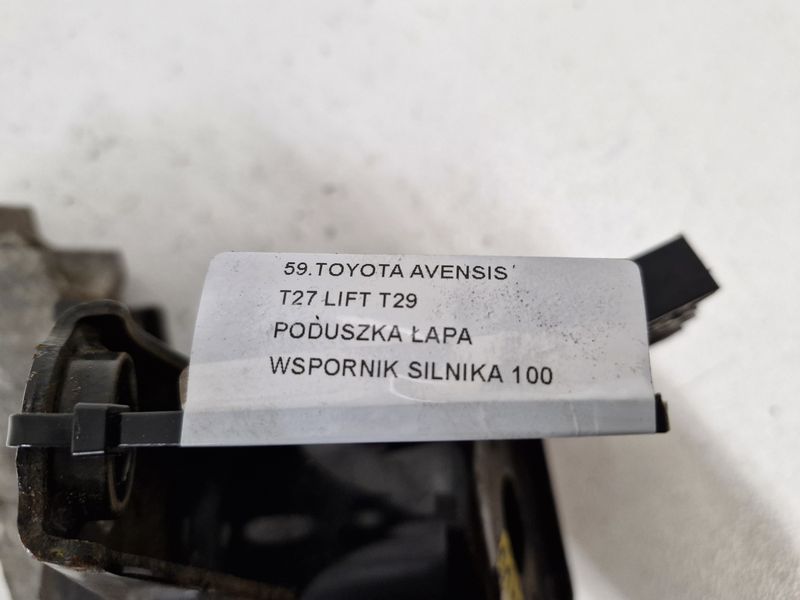 59.TOYOTA AVENSIS
T27 LIFT T29
PODUSZKA ŁAPA
WSPORNIK SILNIKA 100